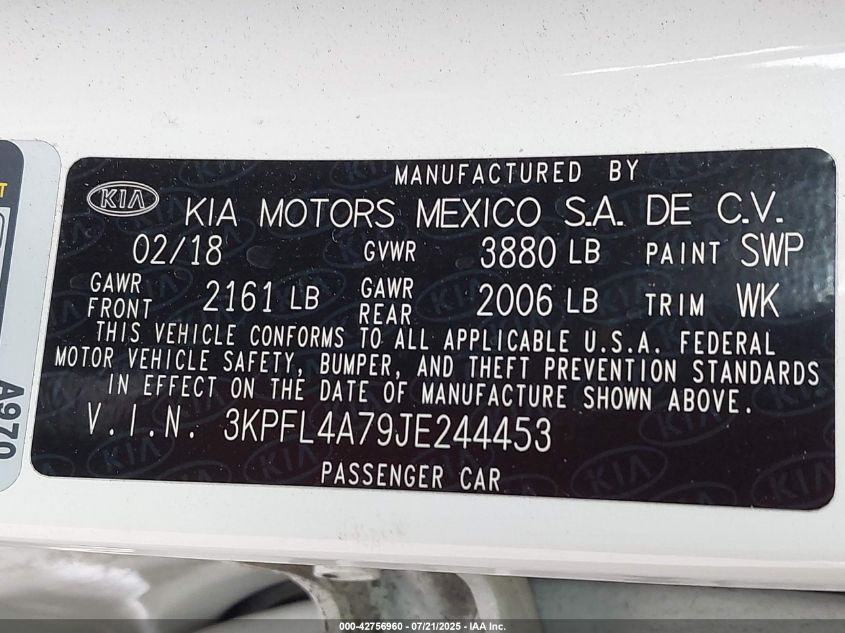 MANUFACTURED BY
KIA KIA MOTORS MEXICO S.A. DE C.V.
02/18 GVWR 3880 LB PAINT SWP
GAWR FRONT 2161 LB GAWR REAR 2006 LB TRIM WK
THIS VEHICLE CONFORMS TO ALL APPLICABLE U.S.A. FEDERAL
MOTOR VEHICLE SAFETY, BUMPER, AND THEFT PREVENTION STANDARDS
IN EFFECT ON THE DATE OF MANUFACTURE SHOWN ABOVE.
V.I.N. 3KPFL4A79JE244453
PASSENGER CAR
A970
000-42756960 - 07/21/2025 - IAA Inc.